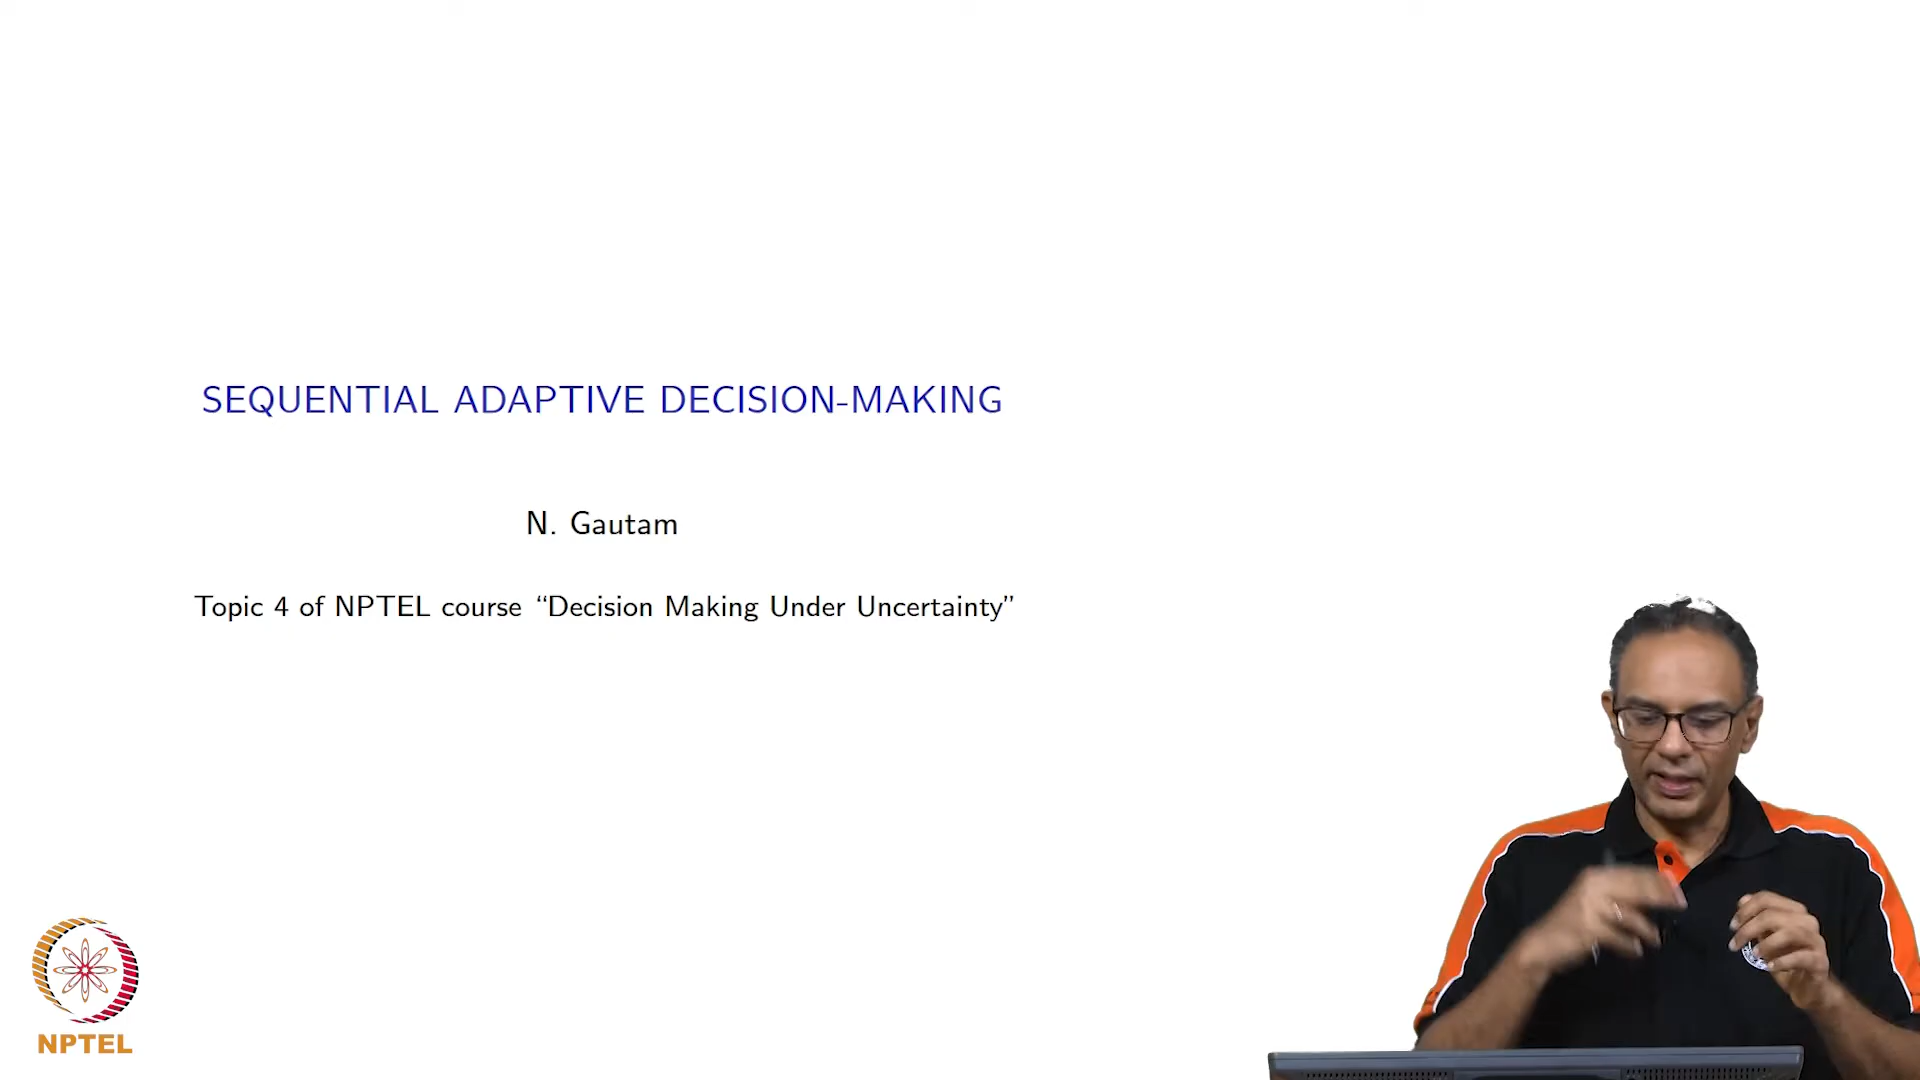 SEQUENTIAL ADAPTIVE DECISION-MAKING
N. Gautam
Topic 4 of NPTEL course “Decision Making Under Uncertainty”
NPTEL